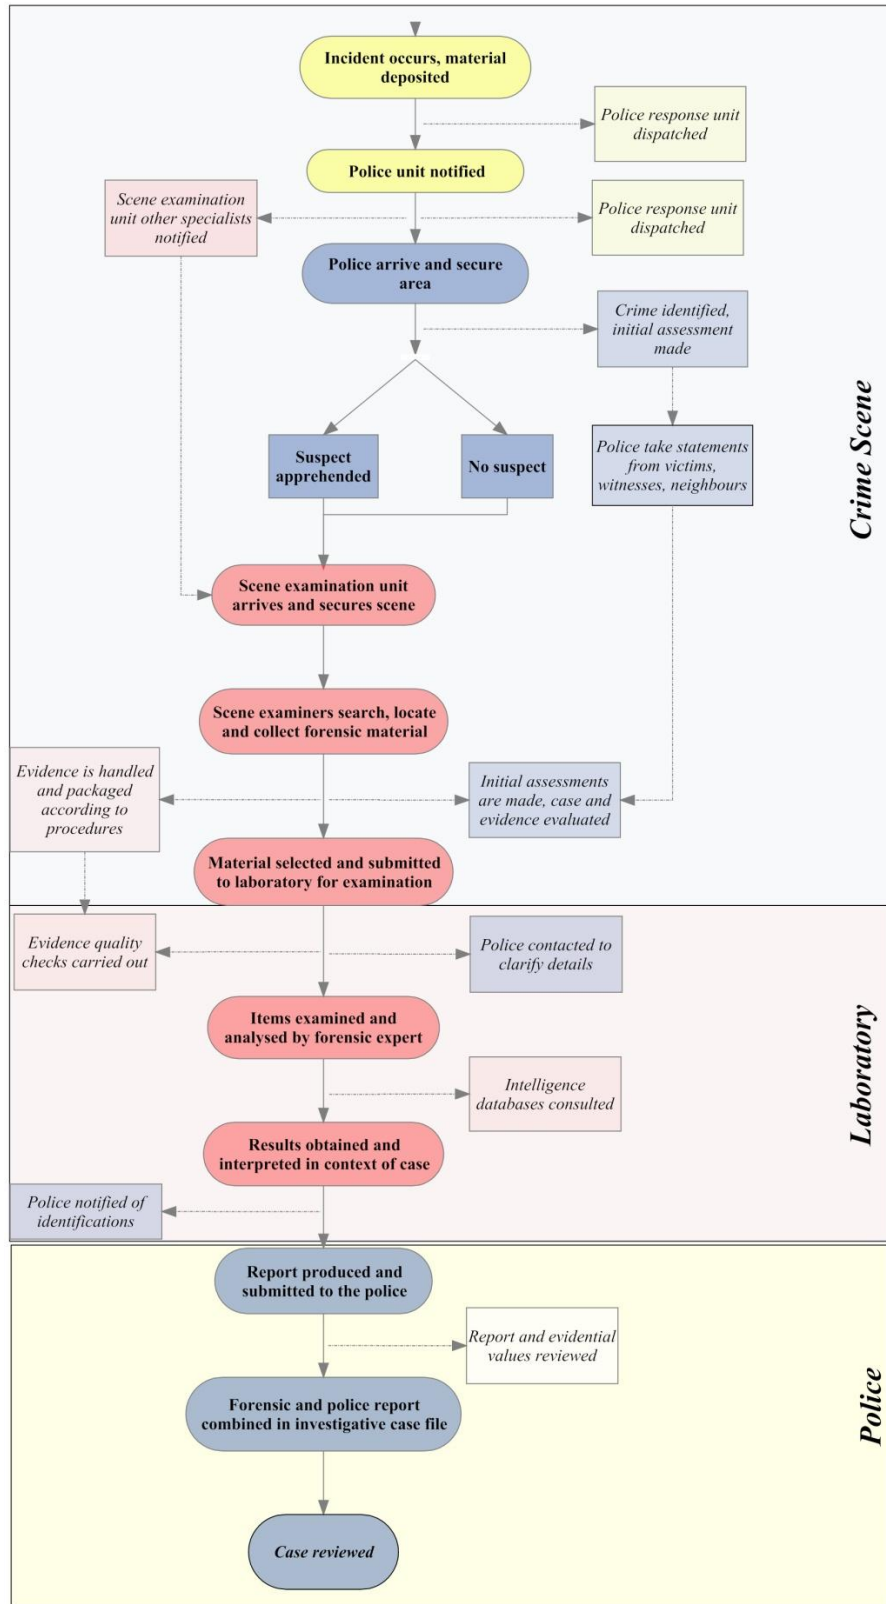 Incident occurs, material
deposited
Police response unit
dispatched
Police unit notified
Scene examination
unit other specialists
notified
Police response unit
dispatched
Police arrive and secure
area
Crime identified,
initial assessment
made
Suspect
apprehended
No suspect
Police take statements
from victims,
witnesses, neighbours
Crime Scene
Scene examination unit
arrives and secures scene
Scene examiners search, locate
and collect forensic material
Evidence is handled
and packaged
according to
procedures
Initial assessments
are made, case and
evidence evaluated
Material selected and submitted
to laboratory for examination
Evidence quality
checks carried out
Police contacted to
clarify details
Items examined and
analysed by forensic expert
Intelligence
databases consulted
Laboratory
Results obtained and
interpreted in context of case
Police notified of
identifications
Report produced and
submitted to the police
Report and evidential
values reviewed
Forensic and police report
combined in investigative case file
Police
Case reviewed